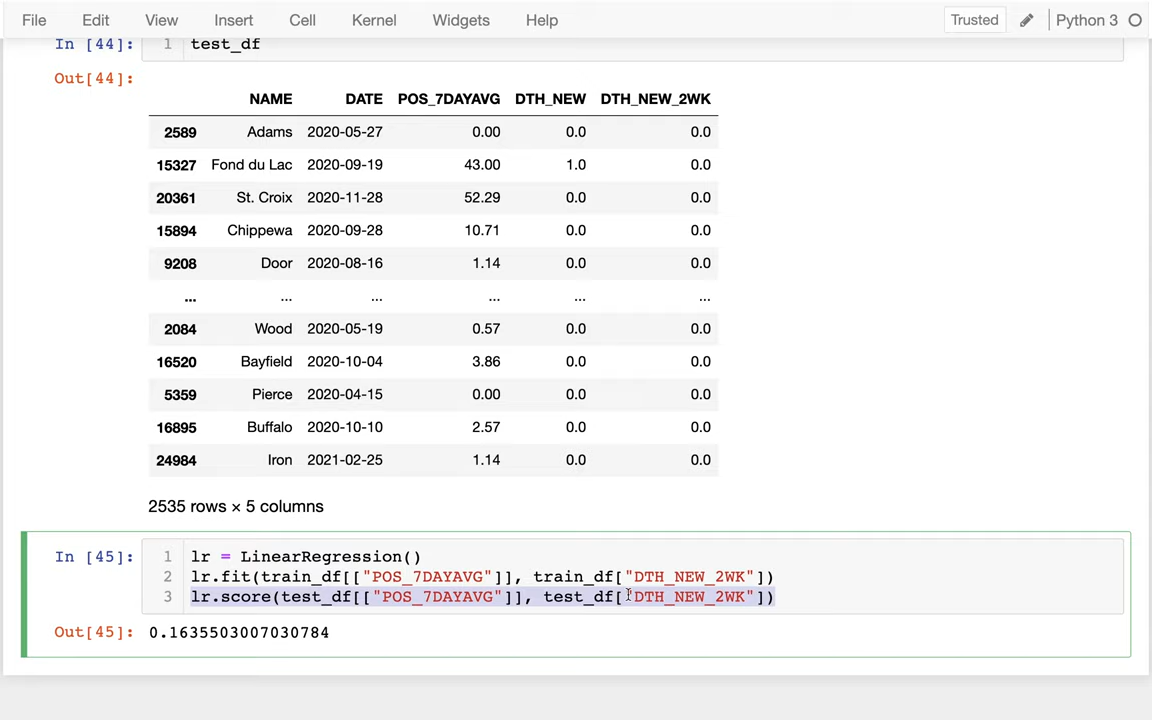 File Edit View Insert Cell Kernel Widgets Help Trusted Python 3
In [44]: 1 test_df
Out[44]:
NAME DATE POS_7DAYAVG DTH_NEW DTH_NEW_2WK
2589 Adams 2020-05-27 0.00 0.0 0.0
15327 Fond du Lac 2020-09-19 43.00 1.0 0.0
20361 St. Croix 2020-11-28 52.29 0.0 0.0
15894 Chippewa 2020-09-28 10.71 0.0 0.0
9208 Door 2020-08-16 1.14 0.0 0.0
... ... ... ... ... ...
2084 Wood 2020-05-19 0.57 0.0 0.0
16520 Bayfield 2020-10-04 3.86 0.0 0.0
5359 Pierce 2020-04-15 0.00 0.0 0.0
16895 Buffalo 2020-10-10 2.57 0.0 0.0
24984 Iron 2021-02-25 1.14 0.0 0.0
2535 rows × 5 columns
In [45]: 1 lr = LinearRegression()
2 lr.fit(train_df[["POS_7DAYAVG"]], train_df["DTH_NEW_2WK"])
3 lr.score(test_df[["POS_7DAYAVG"]], test_df["DTH_NEW_2WK"])
Out[45]: 0.1635503007030784